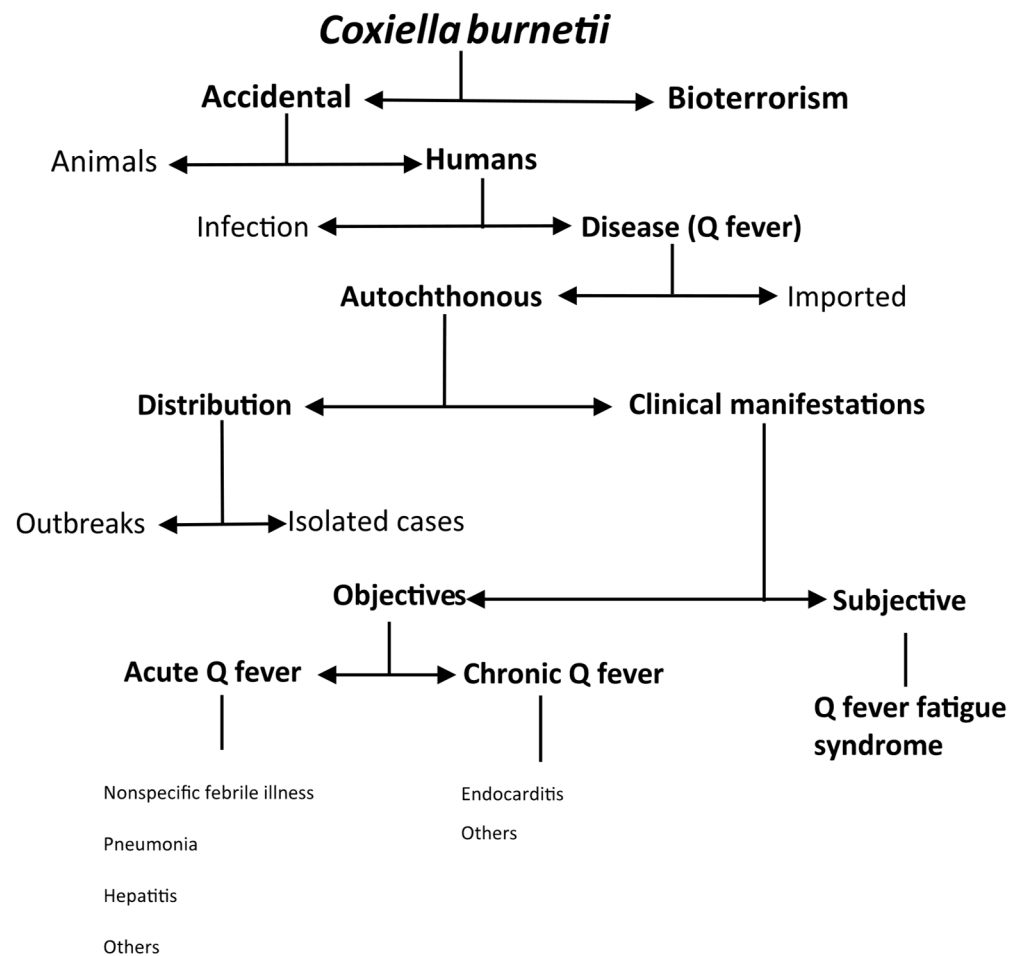 Coxiella burnetii
Accidental
Bioterrorism
Animals
Humans
Infection
Disease (Q fever)
Autochthonous
Imported
Distribution
Clinical manifestations
Outbreaks
Isolated cases
Objectives
Subjective
Acute Q fever
Chronic Q fever
Q fever fatigue
syndrome
Nonspecific febrile illness
Pneumonia
Hepatitis
Others
Endocarditis
Others